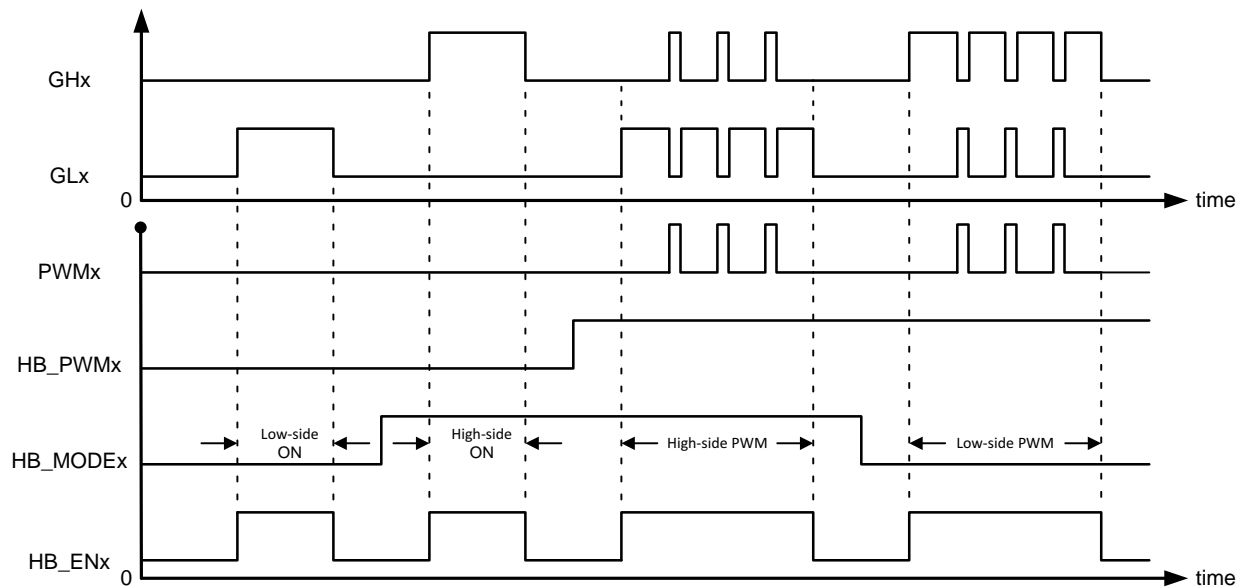 GHx
GLx
0
time
PWMx
HB_PWMx
Low-side
ON
High-side
ON
High-side PWM
Low-side PWM
HB_MODEx
HB_ENx
0
time